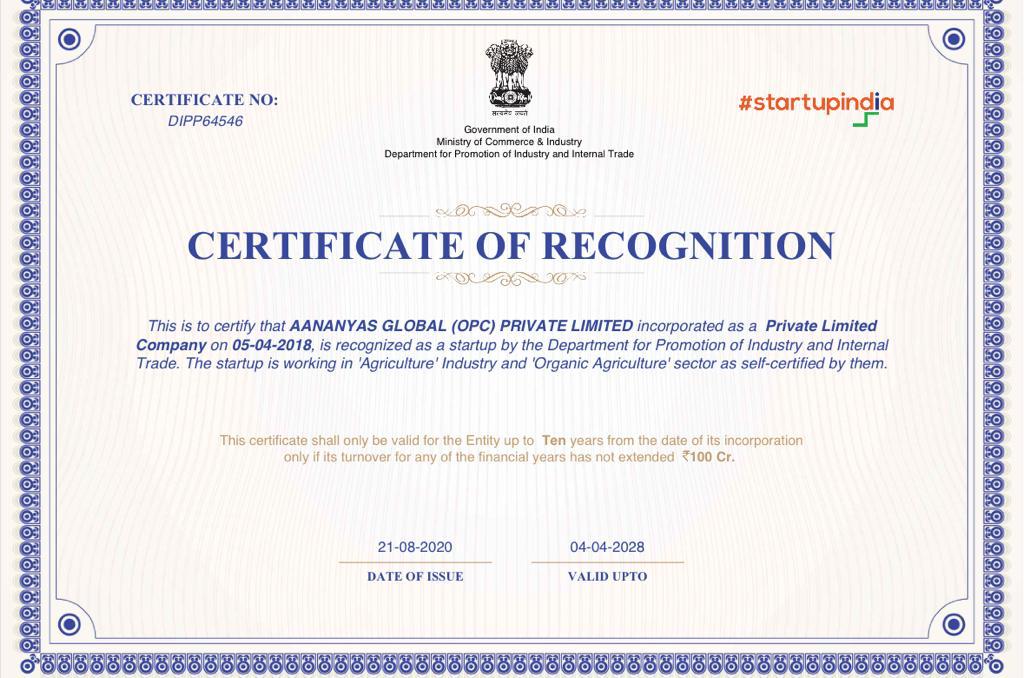 CERTIFICATE NO:
DIPP64546
सत्यमेव जयते
#startupindia
Government of India
Ministry of Commerce & Industry
Department for Promotion of Industry and Internal Trade
CERTIFICATE OF RECOGNITION
This is to certify that AANANYAS GLOBAL (OPC) PRIVATE LIMITED incorporated as a Private Limited
Company on 05-04-2018, is recognized as a startup by the Department for Promotion of Industry and Internal
Trade. The startup is working in 'Agriculture' Industry and 'Organic Agriculture' sector as self-certified by them.
This certificate shall only be valid for the Entity up to Ten years from the date of its incorporation
only if its turnover for any of the financial years has not extended ₹100 Cr.
21-08-2020
DATE OF ISSUE
04-04-2028
VALID UPTO